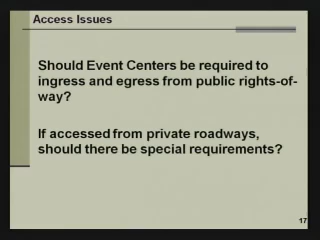 Access Issues
Should Event Centers be required to
ingress and egress from public rights-of-
way?
If accessed from private roadways,
should there be special requirements?
17